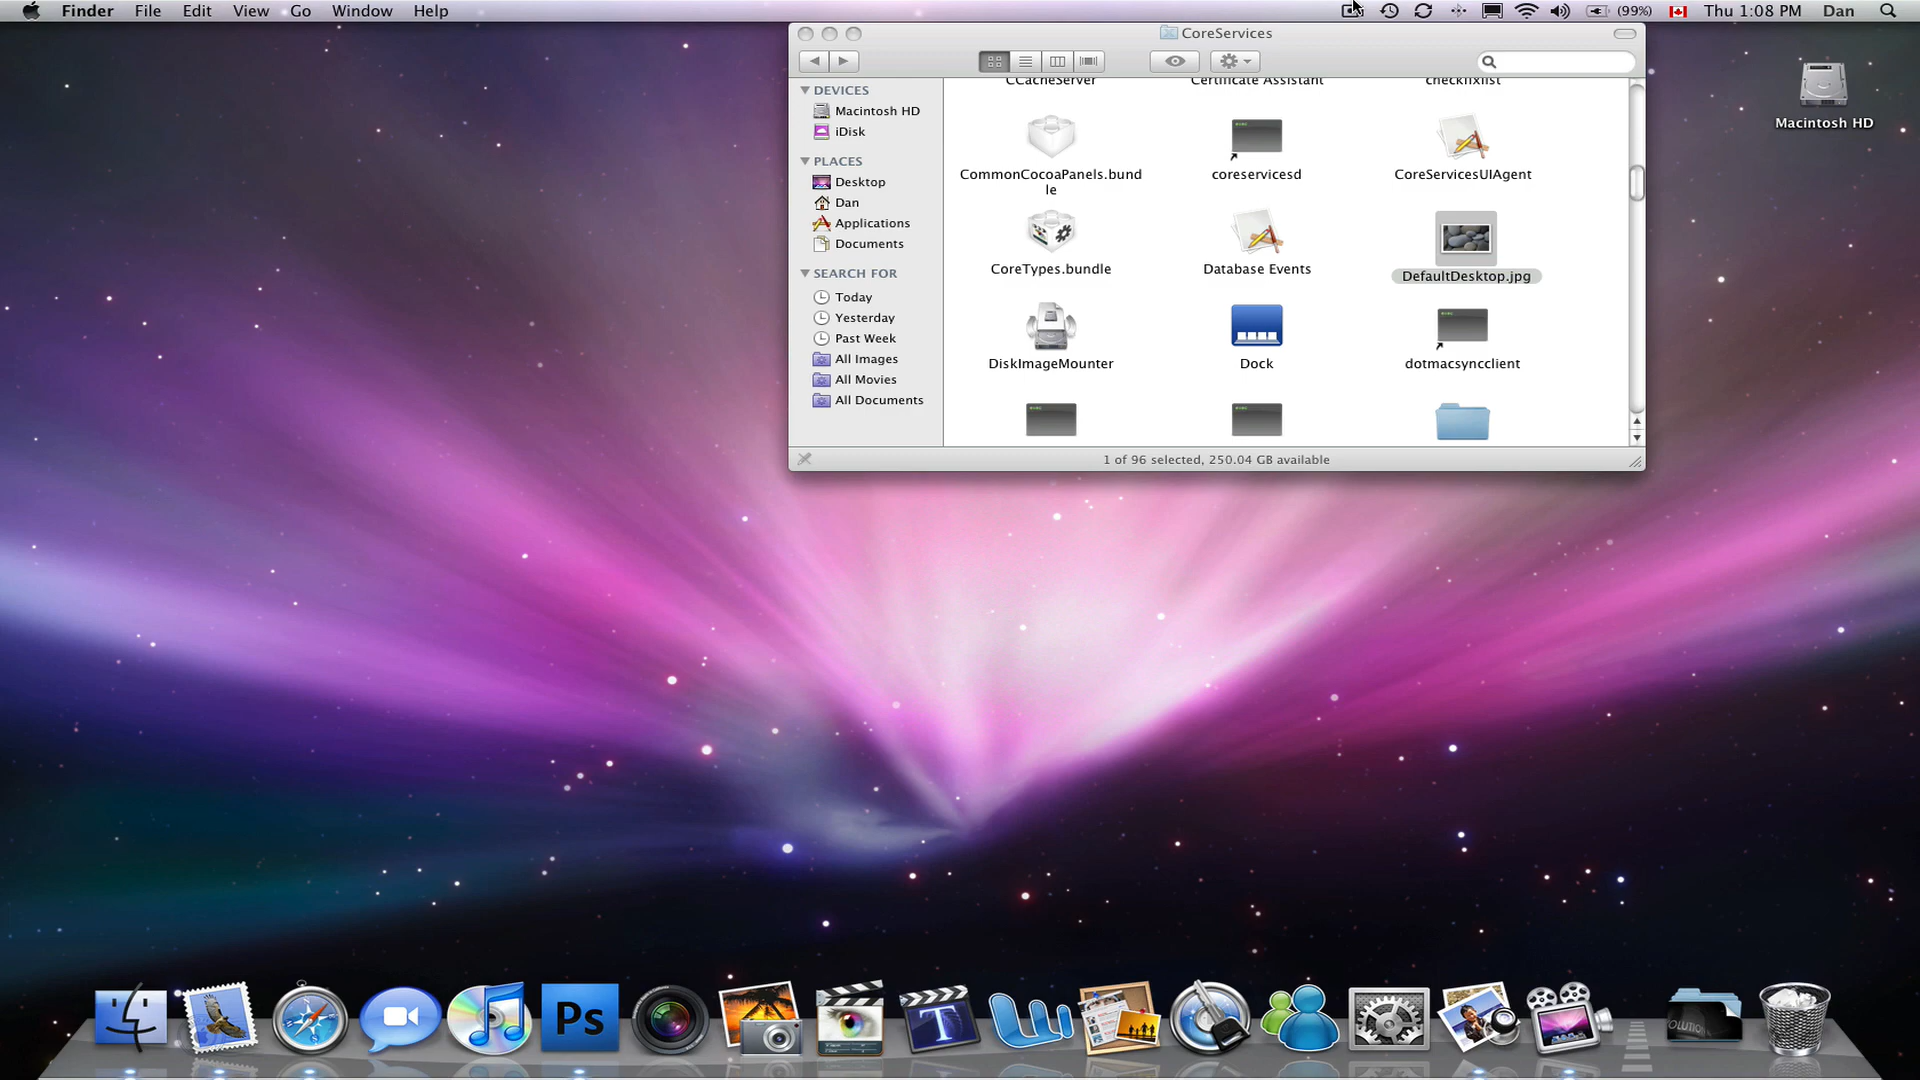 Finder File Edit View Go Window Help
(99%) Thu 1:08 PM Dan
CoreServices
DEVICES
Macintosh HD
iDisk
PLACES
Desktop
Dan
Applications
Documents
SEARCH FOR
Today
Yesterday
Past Week
All Images
All Movies
All Documents
CCacheServer Certificate Assistant checkfixlist
CommonCocoaPanels.bund
le
coreservicesd
CoreServicesUIAgent
CoreTypes.bundle Database Events DefaultDesktop.jpg
DiskImageMounter Dock dotmacsyncclient
1 of 96 selected, 250.04 GB available
Macintosh HD
Ps
T